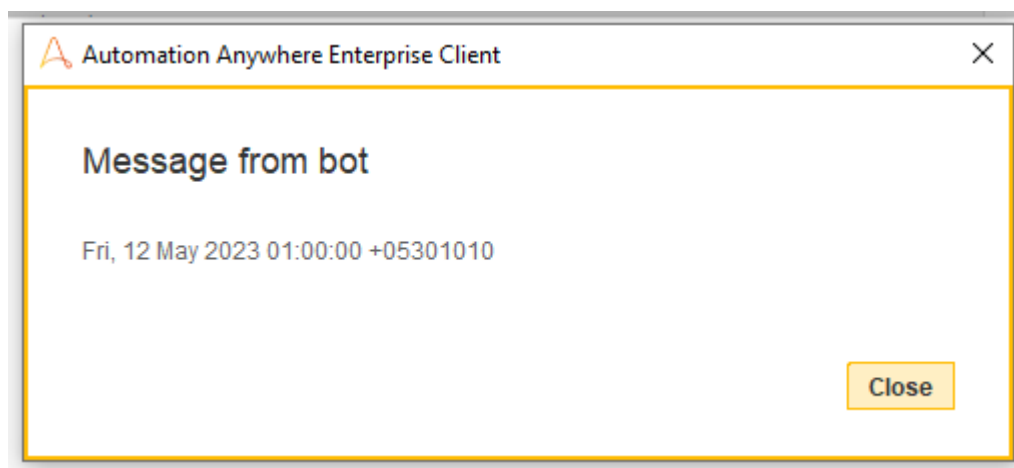 Automation Anywhere Enterprise Client
Message from bot
Fri, 12 May 2023 01:00:00 +05301010
Close